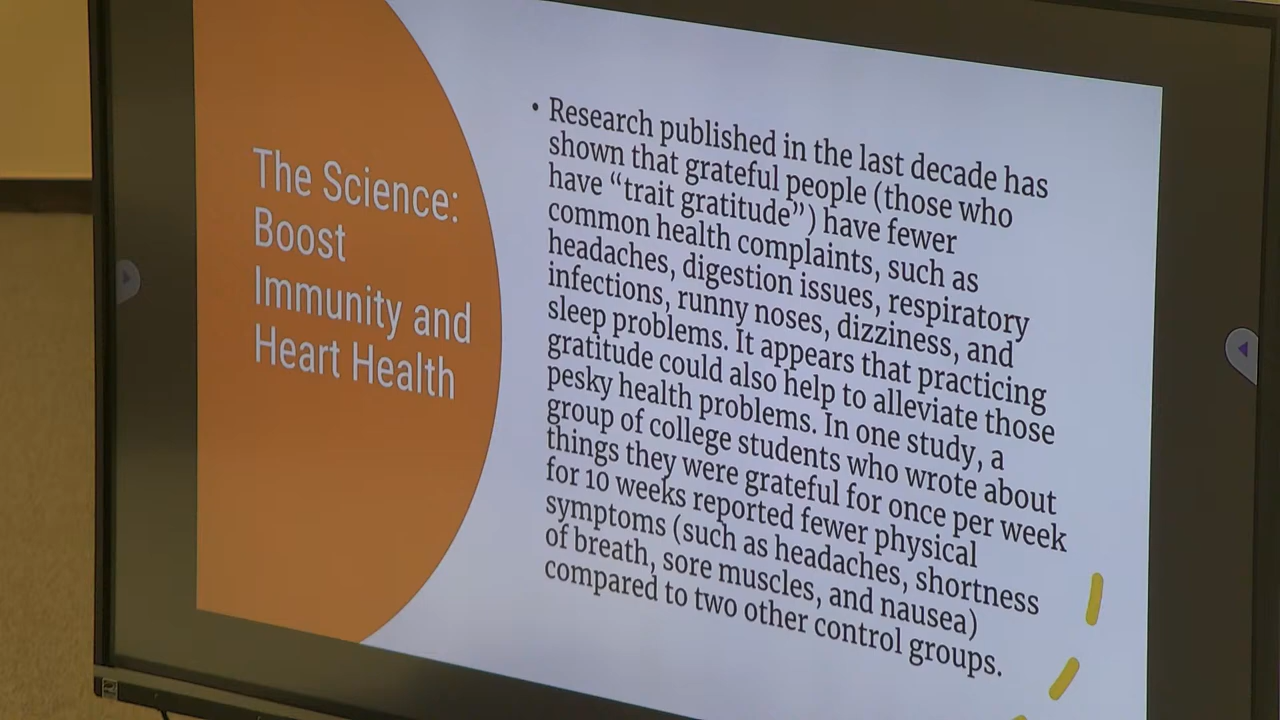 The Science:
Boost
Immunity and
Heart Health
• Research published in the last decade has
shown that grateful people (those who
have “trait gratitude”) have fewer
common health complaints, such as
headaches, digestion issues, respiratory
infections, runny noses, dizziness, and
sleep problems. It appears that practicing
gratitude could also help to alleviate those
pesky health problems. In one study, a
group of college students who wrote about
things they were grateful for once per week
for 10 weeks reported fewer physical
symptoms (such as headaches, shortness
of breath, sore muscles, and nausea)
compared to two other control groups.